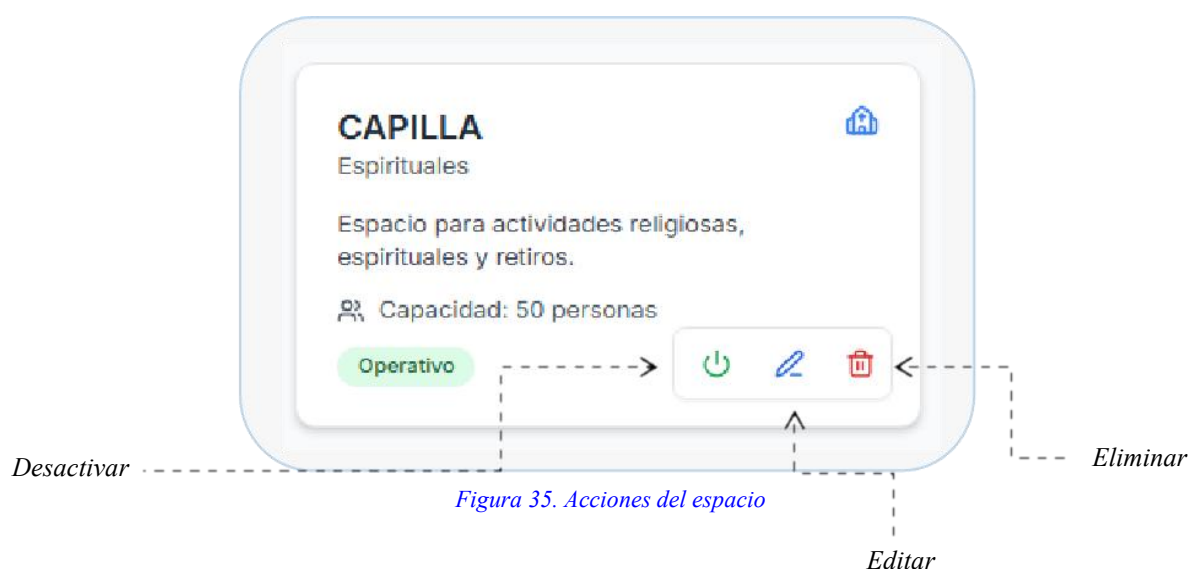 CAPILLA
Espirituales
Espacio para actividades religiosas,
espirituales y retiros.
Capacidad: 50 personas
Operativo
Desactivar
Eliminar
Figura 35. Acciones del espacio
Editar